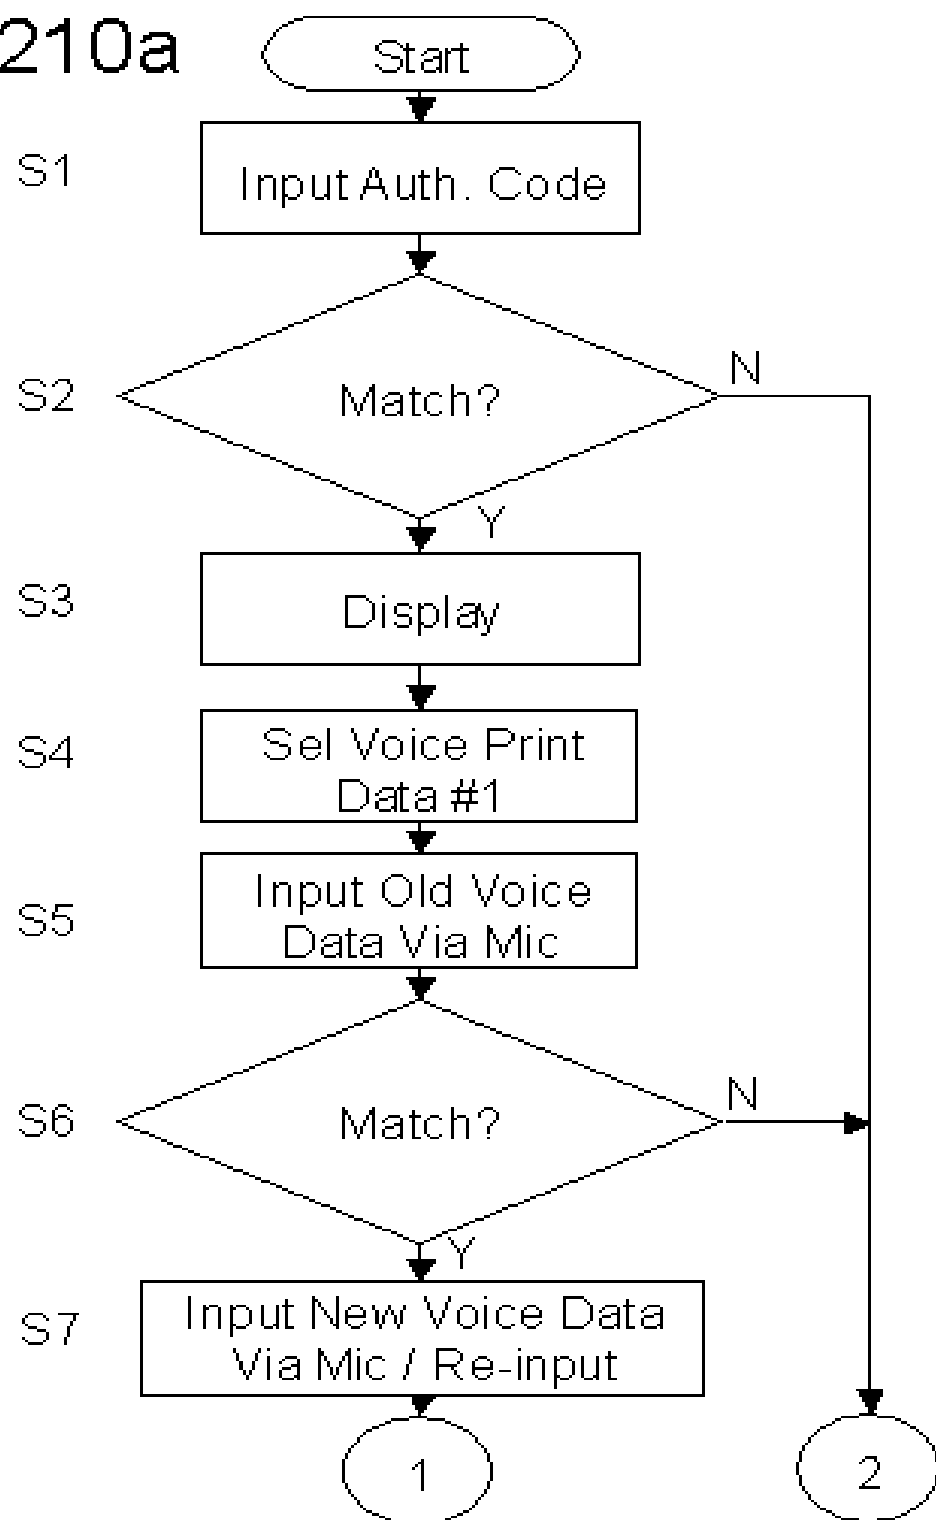 210a
Start
S1
Input Auth. Code
S2
Match?
N
Y
S3
Display
S4
Sel Voice Print
Data #1
S5
Input Old Voice
Data Via Mic
S6
Match?
N
Y
S7
Input New Voice Data
Via Mic / Re-input
1
2